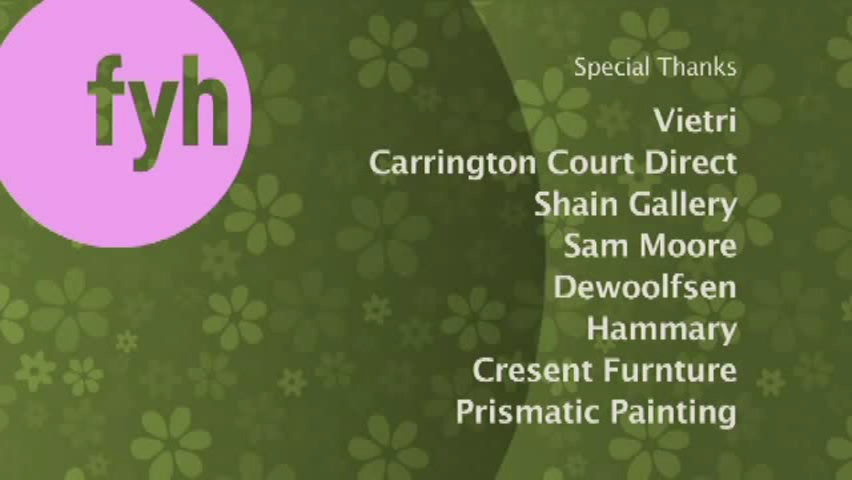 fyh
Special Thanks
Vietri
Carrington Court Direct
Shain Gallery
Sam Moore
Dewoolfsen
Hammary
Cresent Furnture
Prismatic Painting